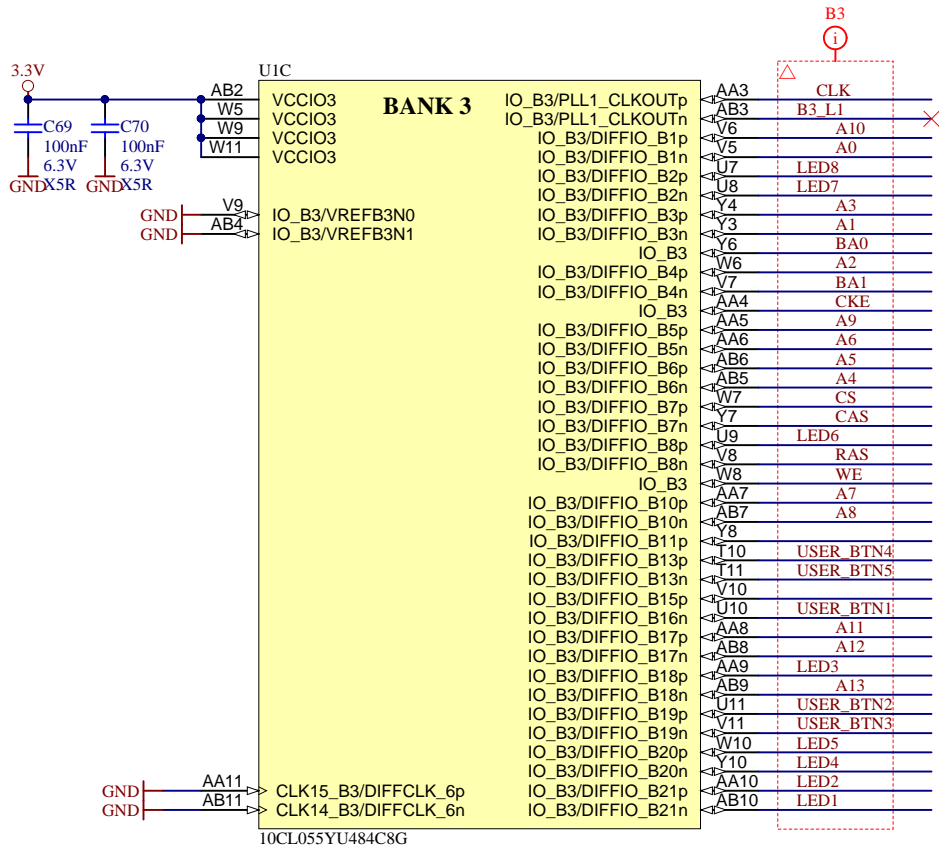 B3
i
3.3V
U1C
BANK 3
C69
100nF
6.3V
X5R
GND
C70
100nF
6.3V
X5R
GND
AB2 VCCIO3
W5 VCCIO3
W9 VCCIO3
W11 VCCIO3
GND V9 IO_B3/VREFB3N0
GND AB4 IO_B3/VREFB3N1
IO_B3/PLL1_CLKOUTp AA3 CLK
IO_B3/PLL1_CLKOUTn AB3 B3_L1
IO_B3/DIFFIO_B1p V6 A10
IO_B3/DIFFIO_B1n V5 A0
IO_B3/DIFFIO_B2p U7 LED8
IO_B3/DIFFIO_B2n U8 LED7
IO_B3/DIFFIO_B3p Y4 A3
IO_B3/DIFFIO_B3n Y3 A1
IO_B3 Y6 BA0
IO_B3/DIFFIO_B4p W6 A2
IO_B3/DIFFIO_B4n V7 BA1
IO_B3 AA4 CKE
IO_B3/DIFFIO_B5p AA5 A9
IO_B3/DIFFIO_B5n AA6 A6
IO_B3/DIFFIO_B6p AB6 A5
IO_B3/DIFFIO_B6n AB5 A4
IO_B3/DIFFIO_B7p W7 CS
IO_B3/DIFFIO_B7n Y7 CAS
IO_B3/DIFFIO_B8p U9 LED6
IO_B3/DIFFIO_B8n V8 RAS
IO_B3 W8 WE
IO_B3/DIFFIO_B10p AA7 A7
IO_B3/DIFFIO_B10n AB7 A8
IO_B3/DIFFIO_B11p Y8
IO_B3/DIFFIO_B13p T10 USER_BTN4
IO_B3/DIFFIO_B13n T11 USER_BTN5
IO_B3/DIFFIO_B15p V10
IO_B3/DIFFIO_B16n U10 USER_BTN1
IO_B3/DIFFIO_B17p AA8 A11
IO_B3/DIFFIO_B17n AB8 A12
IO_B3/DIFFIO_B18p AA9 LED3
IO_B3/DIFFIO_B18n AB9 A13
IO_B3/DIFFIO_B19p U11 USER_BTN2
IO_B3/DIFFIO_B19n V11 USER_BTN3
IO_B3/DIFFIO_B20p W10 LED5
IO_B3/DIFFIO_B20n Y10 LED4
GND AA11 CLK15_B3/DIFFCLK_6p IO_B3/DIFFIO_B21p AA10 LED2
GND AB11 CLK14_B3/DIFFCLK_6n IO_B3/DIFFIO_B21n AB10 LED1
10CL055YU484C8G